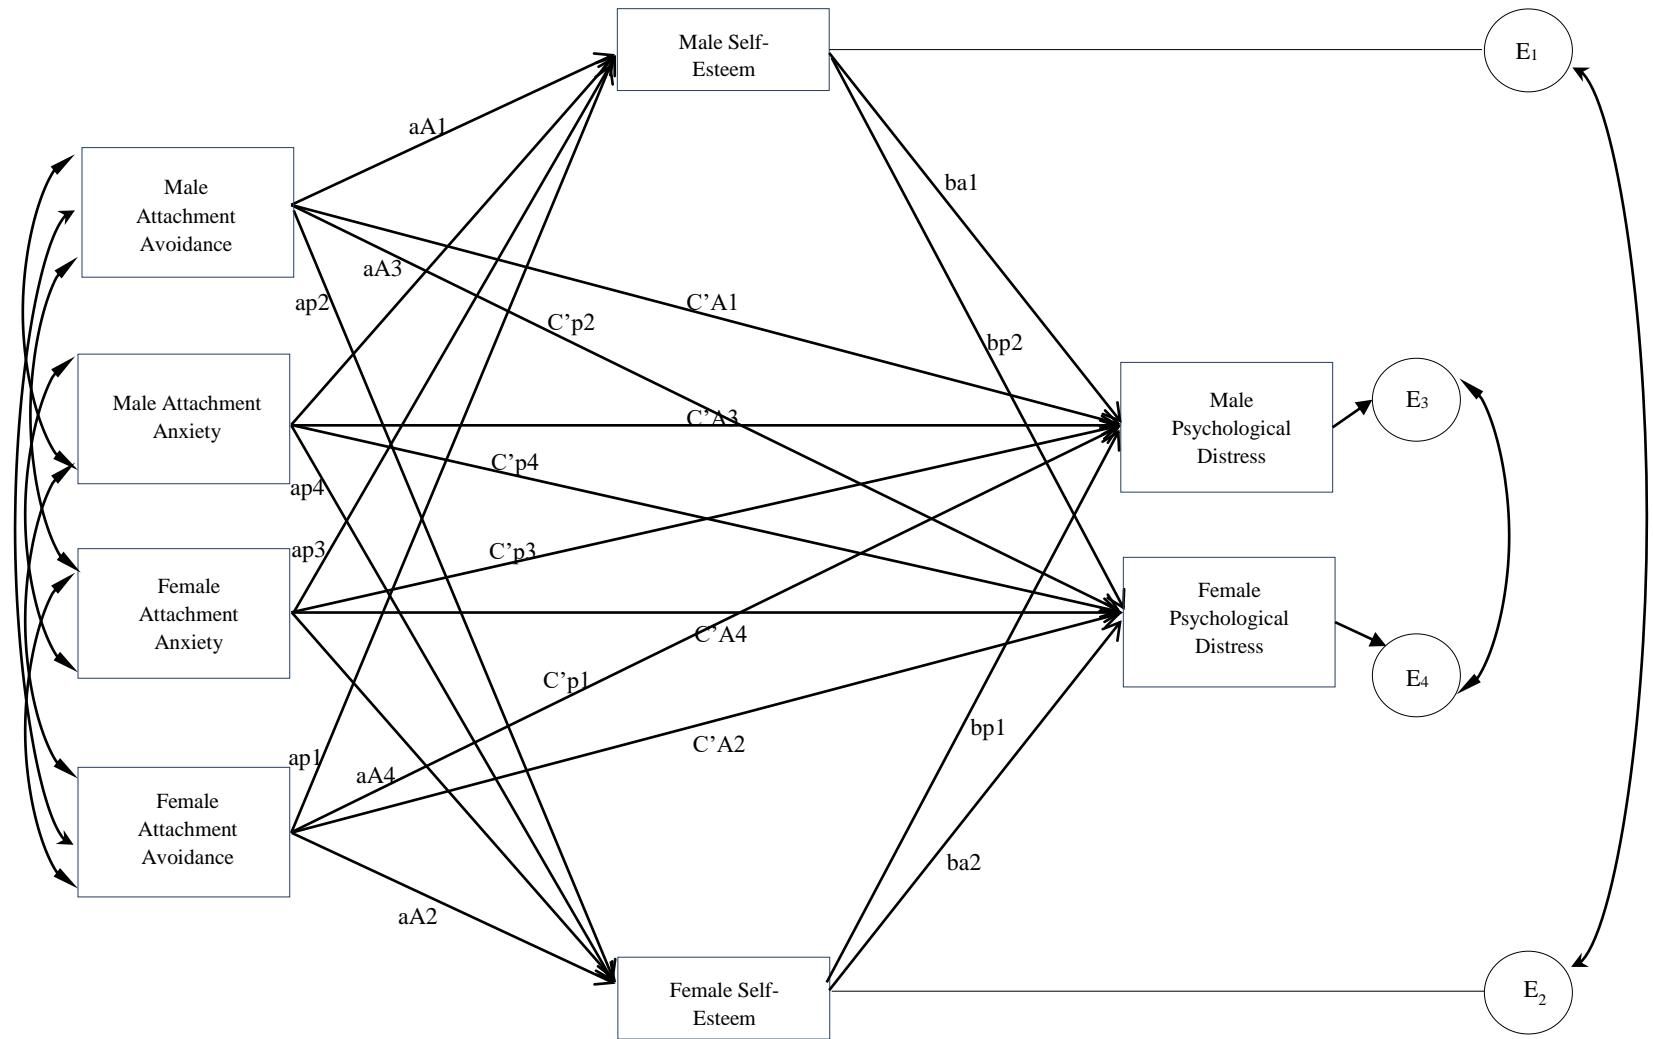 Male Self-
Esteem
E1
aA1
Male
Attachment
Avoidance
ba1
aA3
ap2
C’A1
C’p2
bp2
Male Attachment
Anxiety
C’A3
Male
Psychological
Distress
E3
C’p4
ap4
ap3
C’p3
Female
Attachment
Anxiety
Female
Psychological
Distress
C’A4
E4
C’p1
bp1
C’A2
ap1
aA4
Female
Attachment
Avoidance
ba2
aA2
Female Self-
Esteem
E2